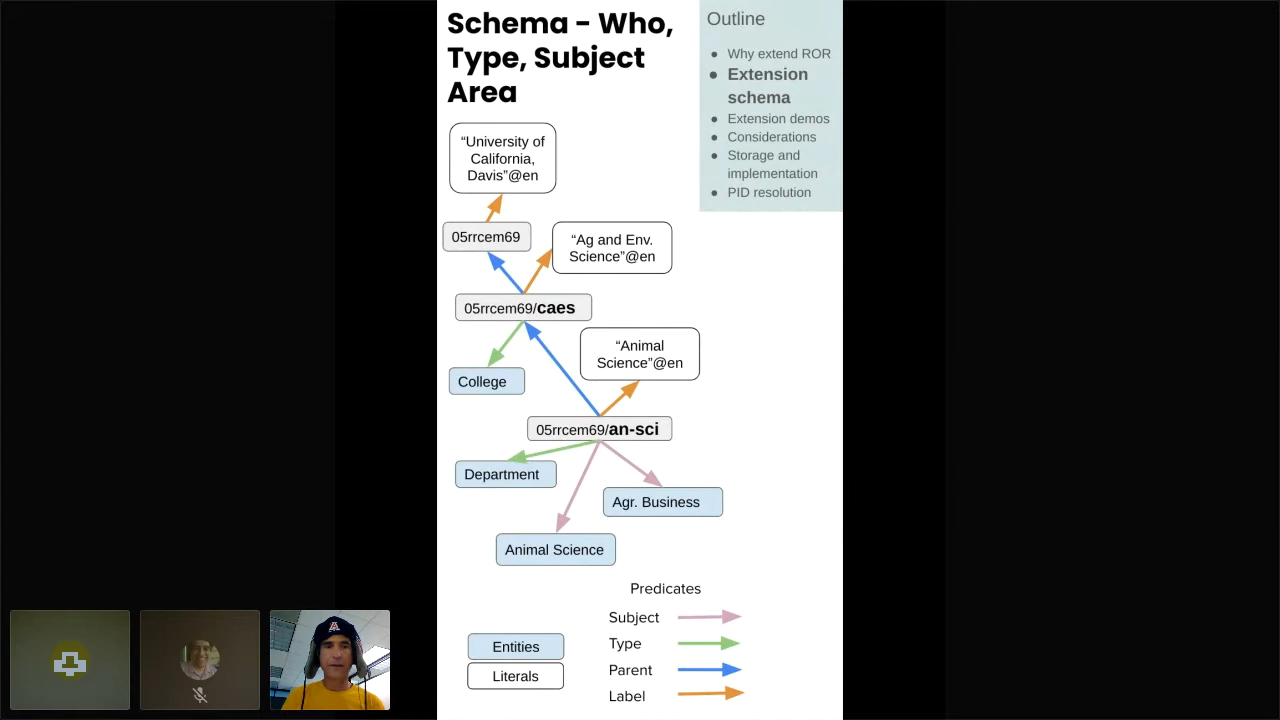 Schema - Who,
Type, Subject
Area
Outline
● Why extend ROR
● Extension
schema
● Extension demos
● Considerations
● Storage and
implementation
● PID resolution
“University of
California,
Davis”@en
05rrcem69
“Ag and Env.
Science”@en
05rrcem69/caes
“Animal
Science”@en
College
05rrcem69/an-sci
Department
Agr. Business
Animal Science
Predicates
Subject
Type
Parent
Label
Entities
Literals
A